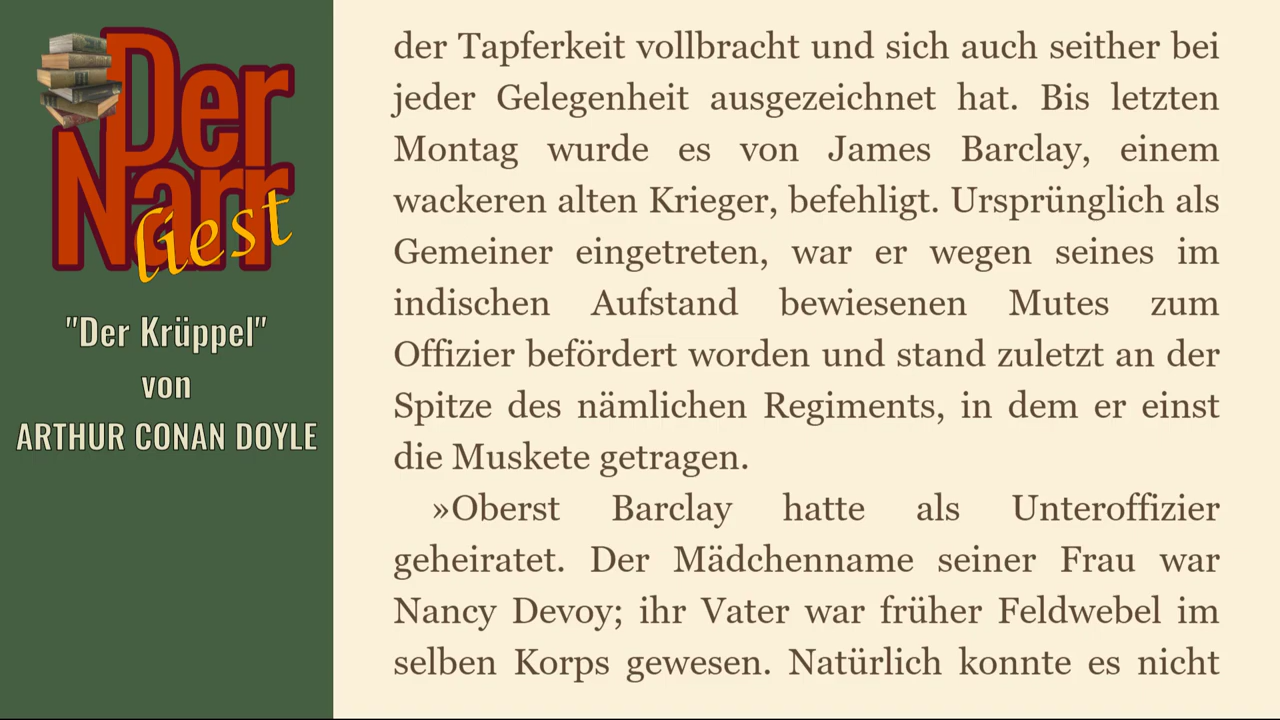 Der
Narr
liest
"Der Krüppel"
von
ARTHUR CONAN DOYLE
der Tapferkeit vollbracht und sich auch seither bei
jeder Gelegenheit ausgezeichnet hat. Bis letzten
Montag wurde es von James Barclay, einem
wackeren alten Krieger, befehligt. Ursprünglich als
Gemeiner eingetreten, war er wegen seines im
indischen Aufstand bewiesenen Mutes zum
Offizier befördert worden und stand zuletzt an der
Spitze des nämlichen Regiments, in dem er einst
die Muskete getragen.
»Oberst Barclay hatte als Unteroffizier
geheiratet. Der Mädchenname seiner Frau war
Nancy Devoy; ihr Vater war früher Feldwebel im
selben Korps gewesen. Natürlich konnte es nicht